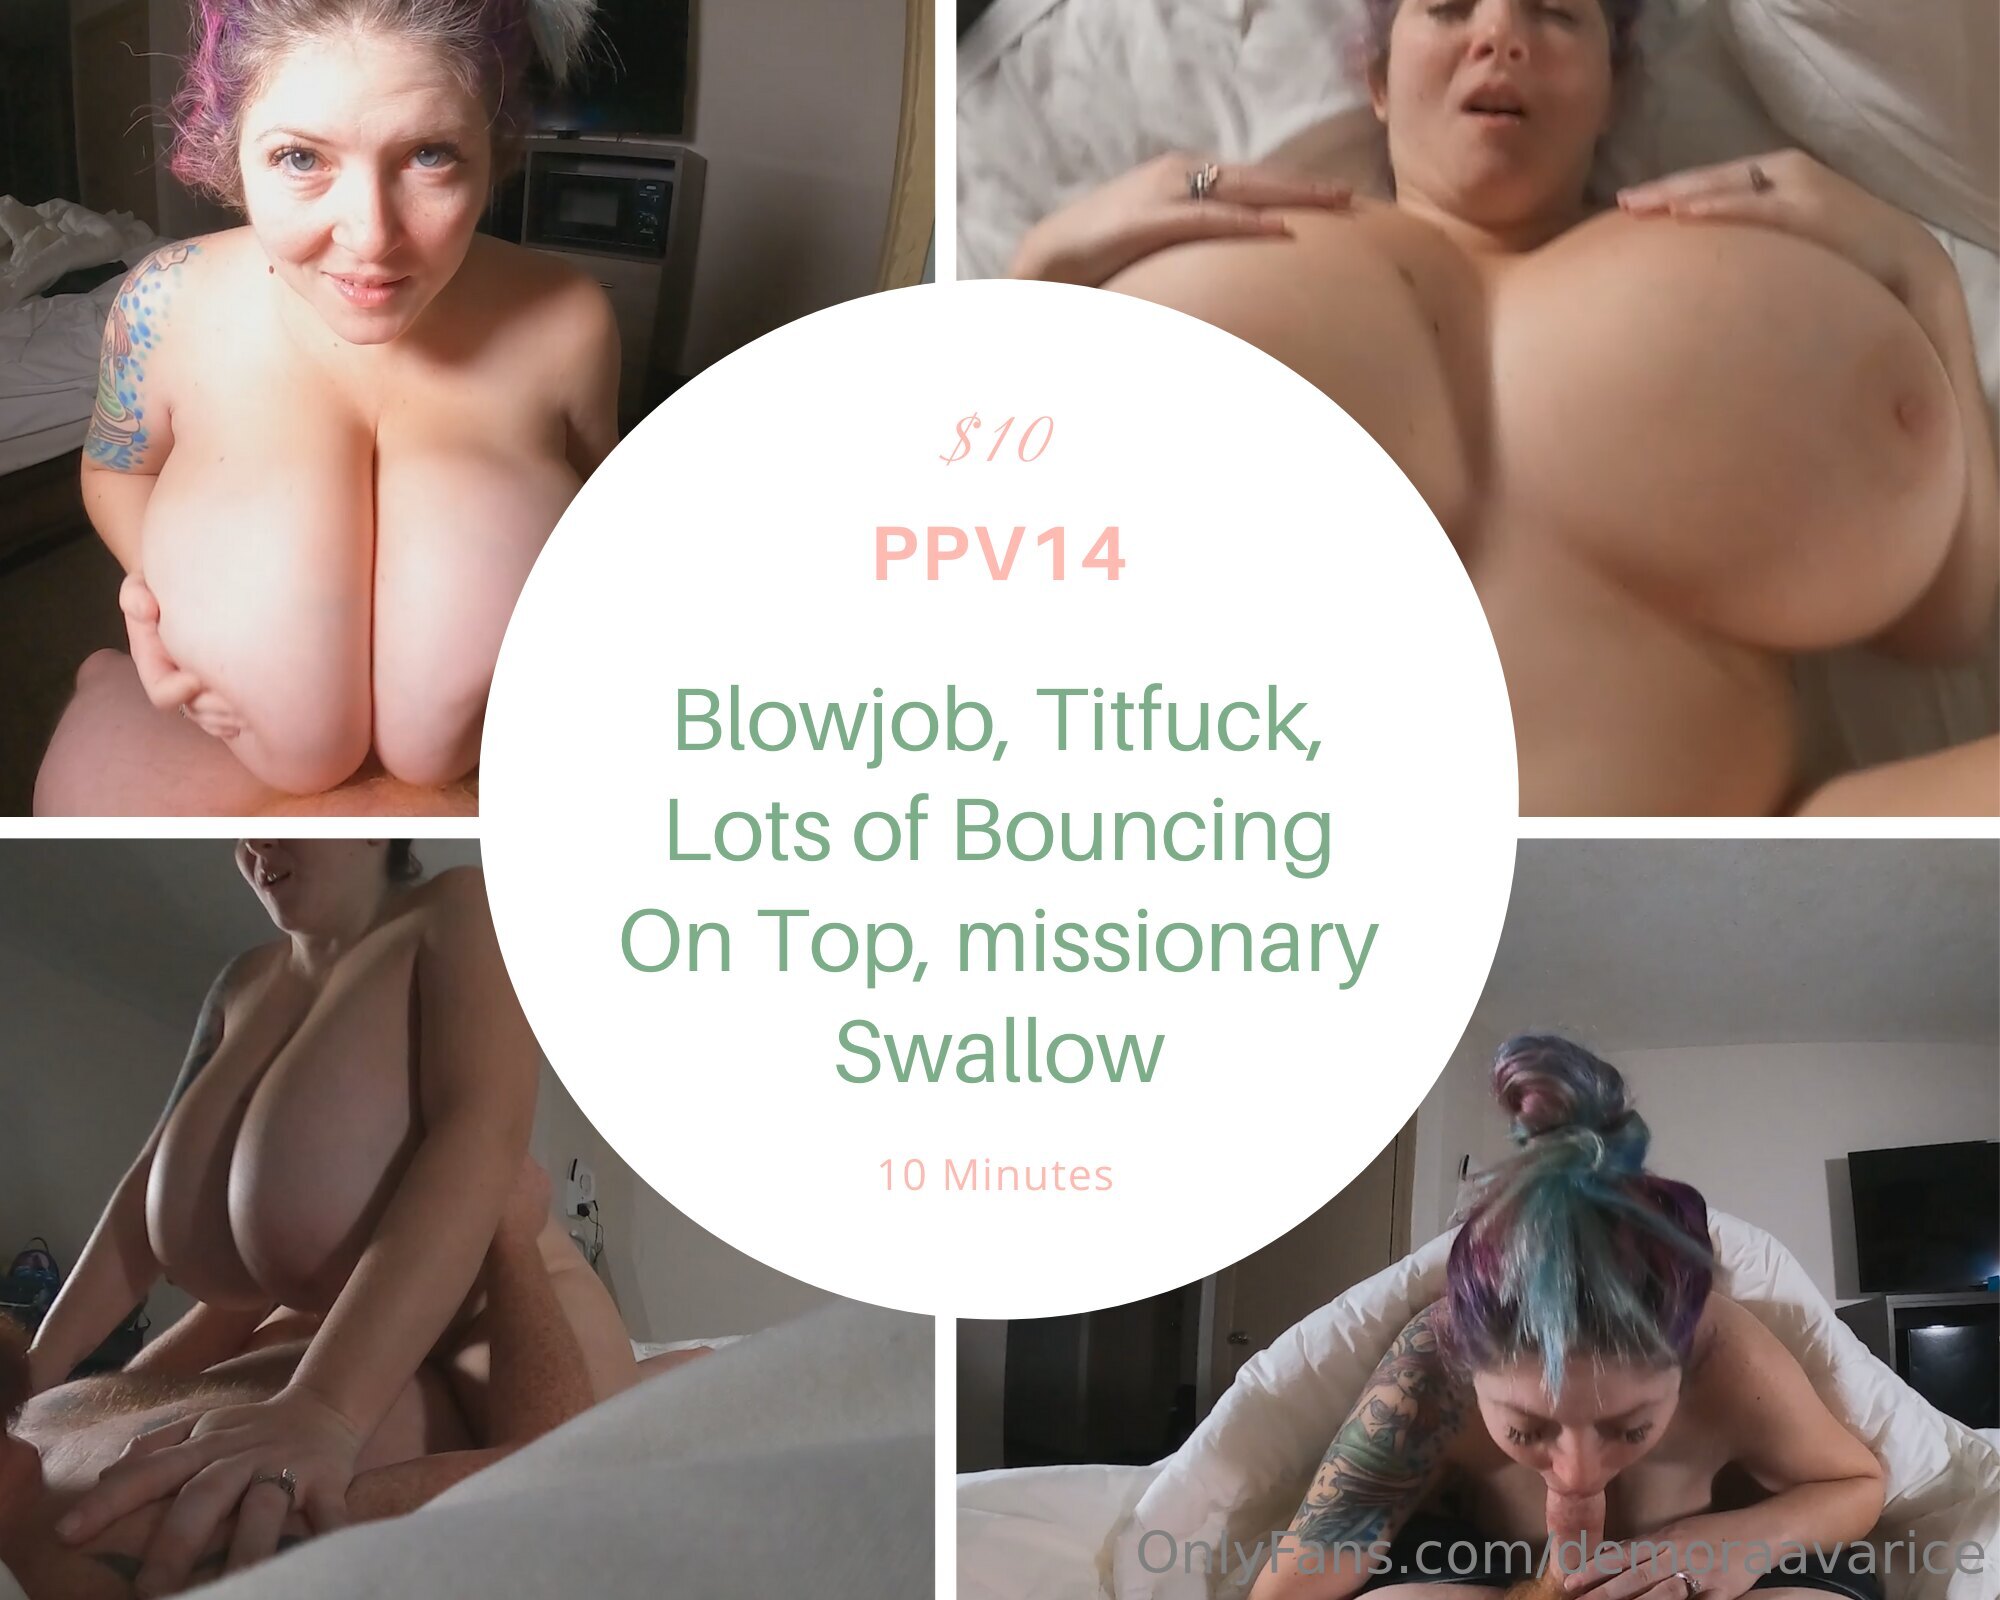 $10
PPV14
Blowjob, Titfuck,
Lots of Bouncing
On Top, missionary
Swallow
10 Minutes
OnlyFans.com/demoraavarice